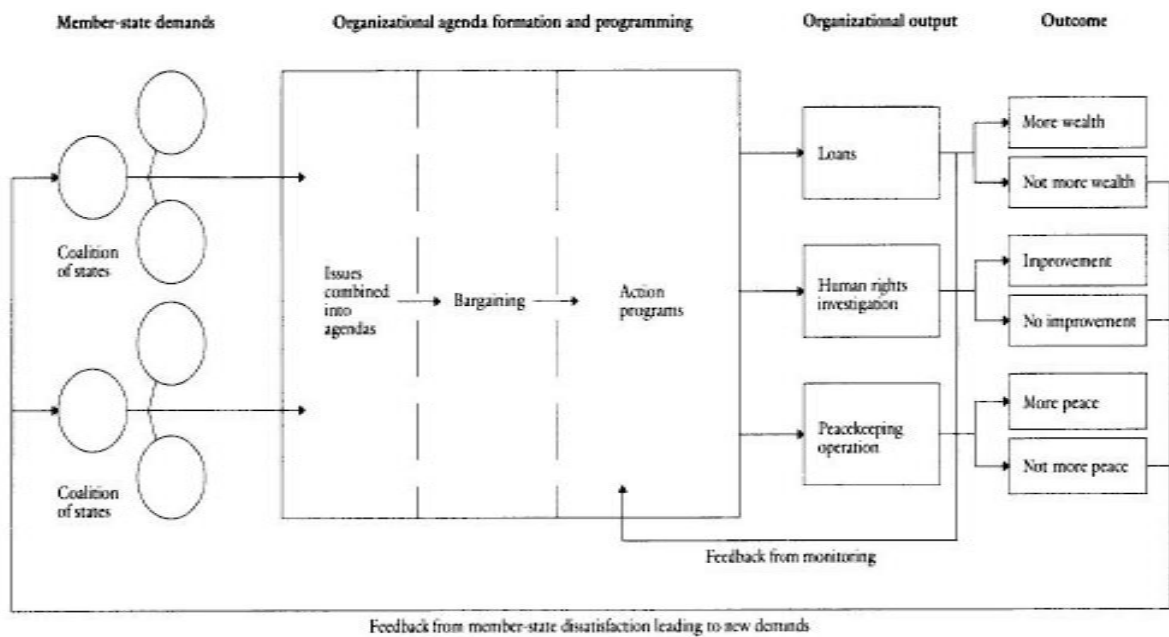 Member-state demands
Organizational agenda formation and programming
Organizational output
Outcome
Coalition
of states
Coalition
of states
Issues
combined
into
agendas
Bargaining
Action
programs
Loans
Human rights
investigation
Peacekeeping
operation
More wealth
Not more wealth
Improvement
No improvement
More peace
Not more peace
Feedback from monitoring
Feedback from member-state dissatisfaction leading to new demands